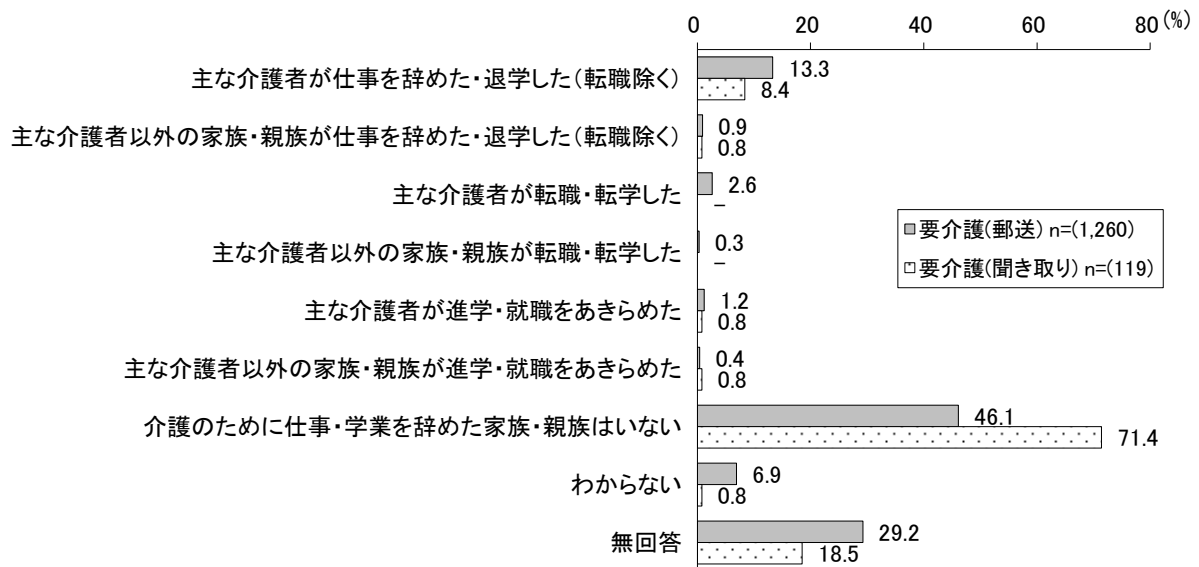 0 20 40 60 80 (%)
主な介護者が仕事を辞めた・退学した(転職除く) 13.3
8.4
主な介護者以外の家族・親族が仕事を辞めた・退学した(転職除く) 0.9
0.8
主な介護者が転職・転学した 2.6
–
主な介護者以外の家族・親族が転職・転学した 0.3
–
主な介護者が進学・就職をあきらめた 1.2
0.8
主な介護者以外の家族・親族が進学・就職をあきらめた 0.4
0.8
介護のために仕事・学業を辞めた家族・親族はいない 46.1
71.4
わからない 6.9
0.8
無回答 29.2
18.5
要介護(郵送) n=(1,260)
要介護(聞き取り) n=(119)